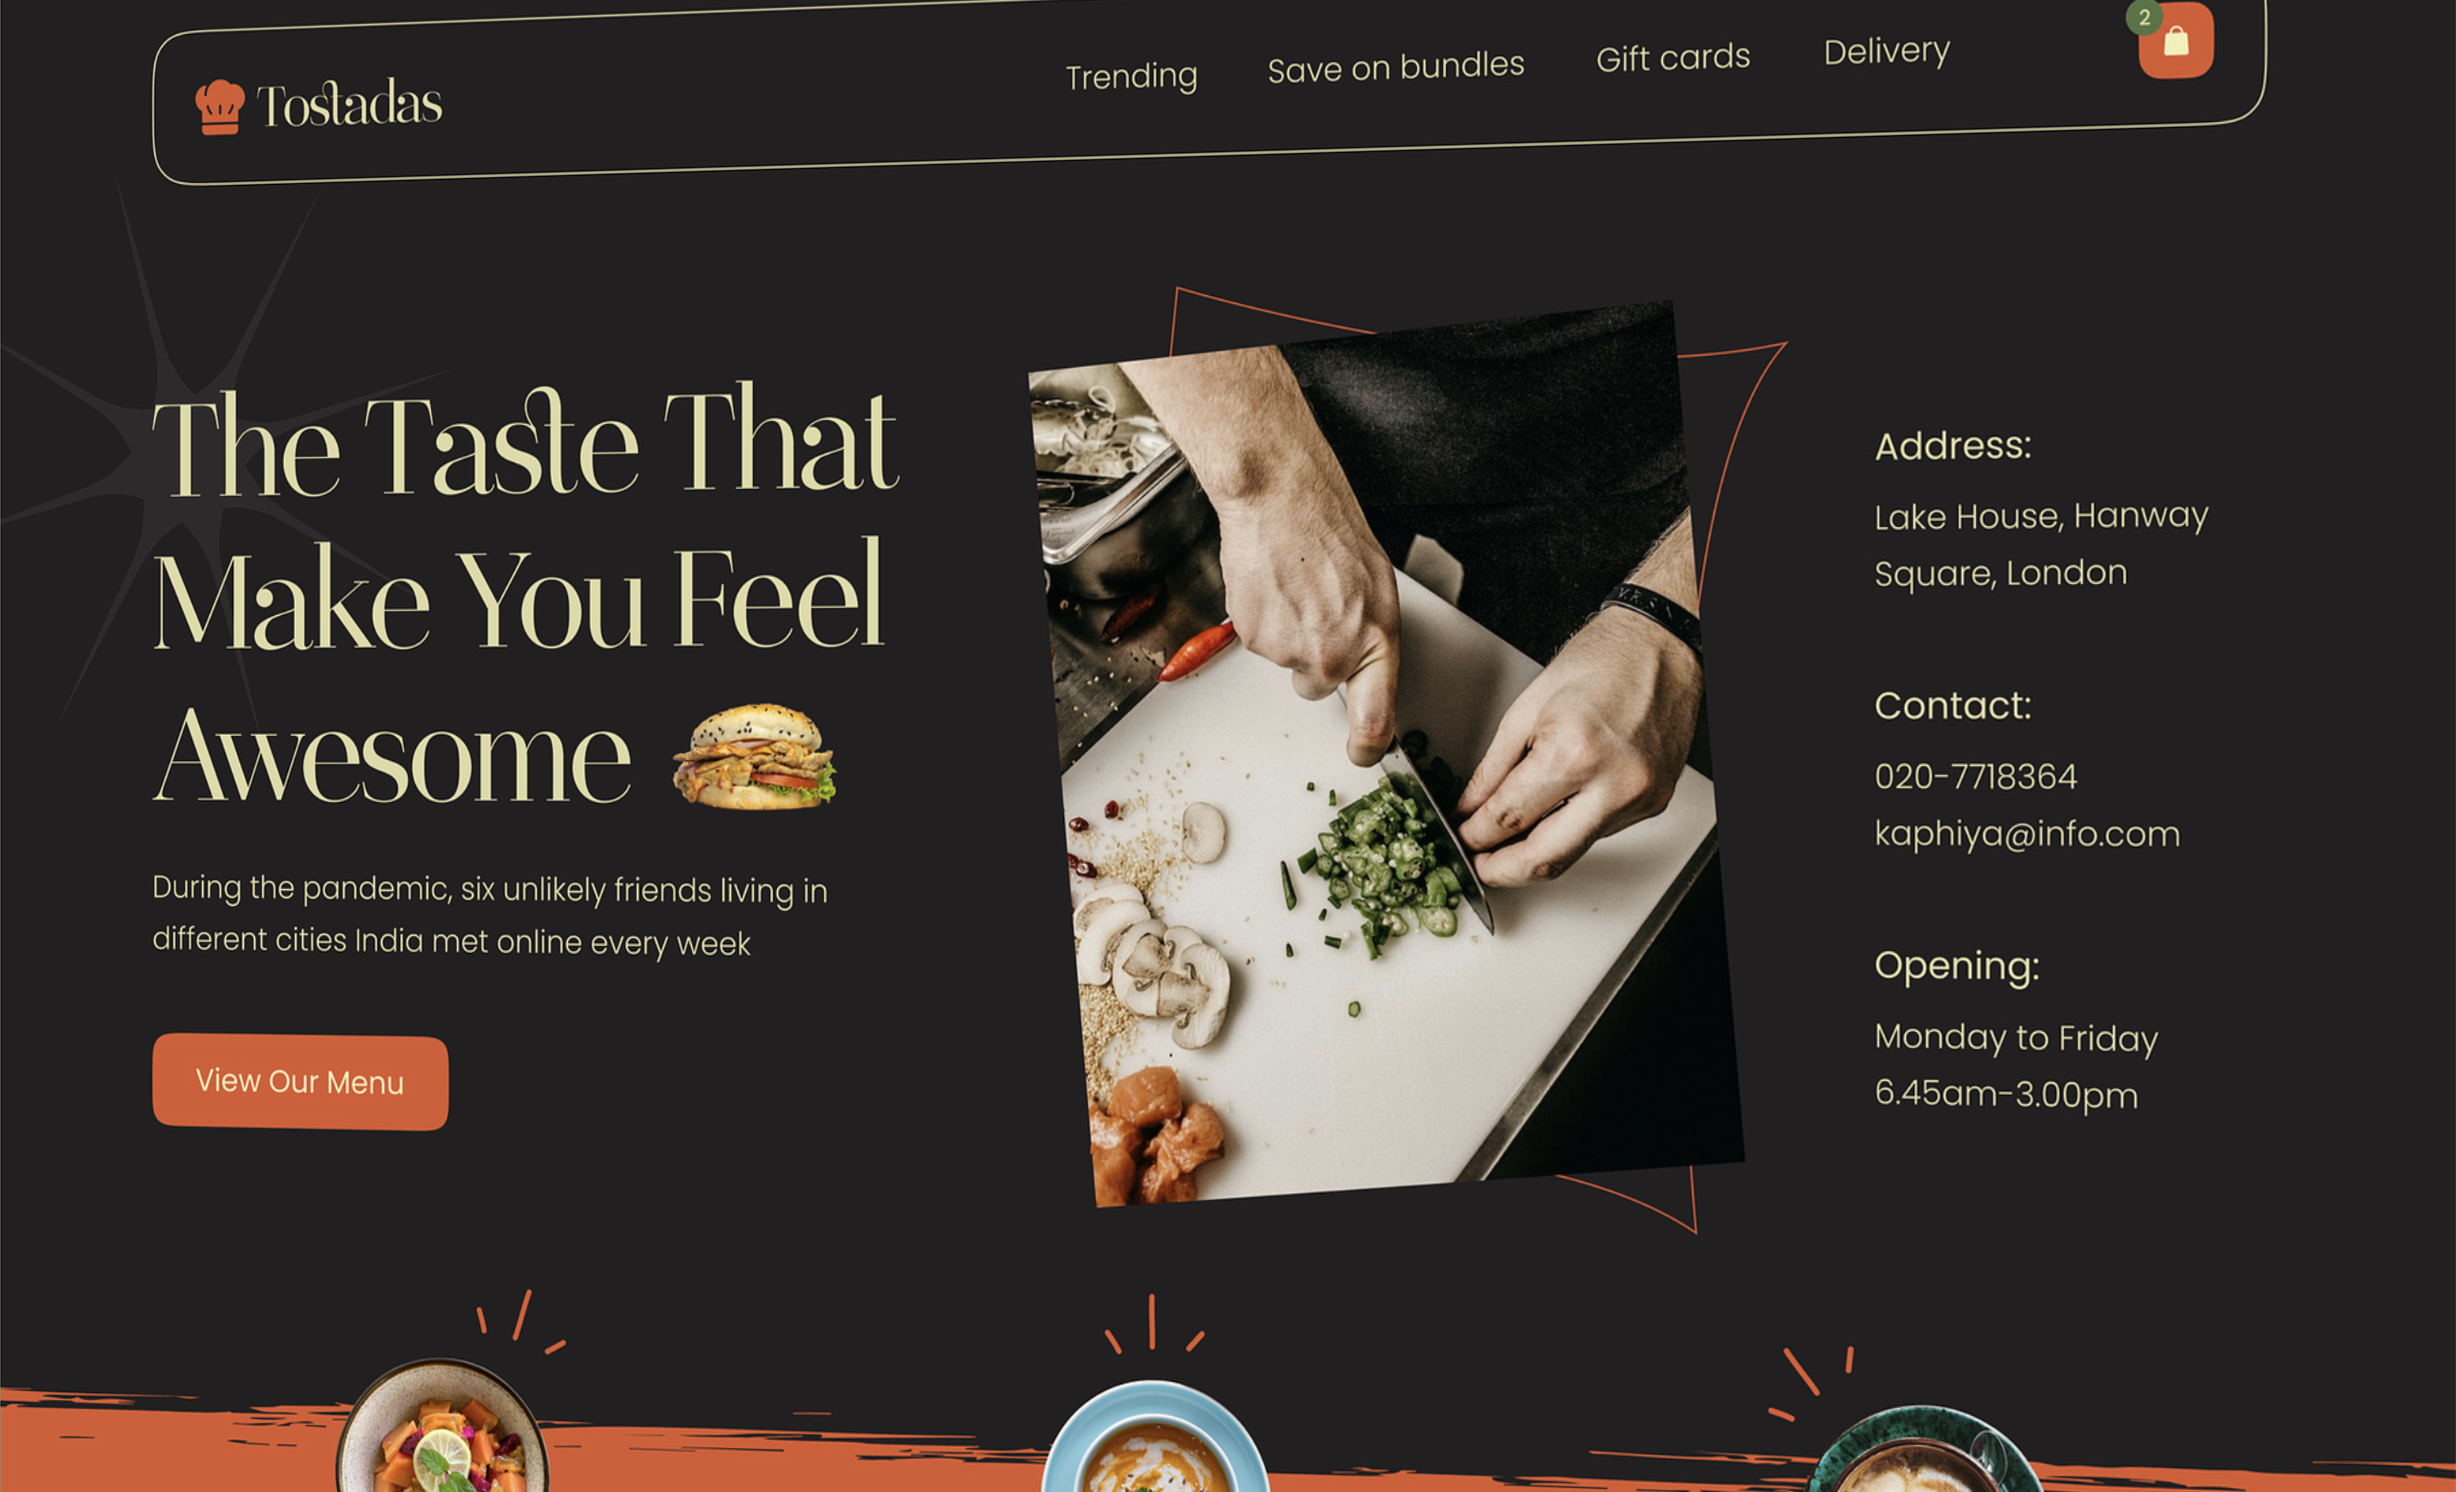 Tostadas
Trending
Save on bundles
Gift cards
Delivery
2
The Taste That
Make You Feel
Awesome
During the pandemic, six unlikely friends living in
different cities India met online every week
View Our Menu
Address:
Lake House, Hanway
Square, London
Contact:
020-7718364
kaphiya@info.com
Opening:
Monday to Friday
6.45am-3.00pm